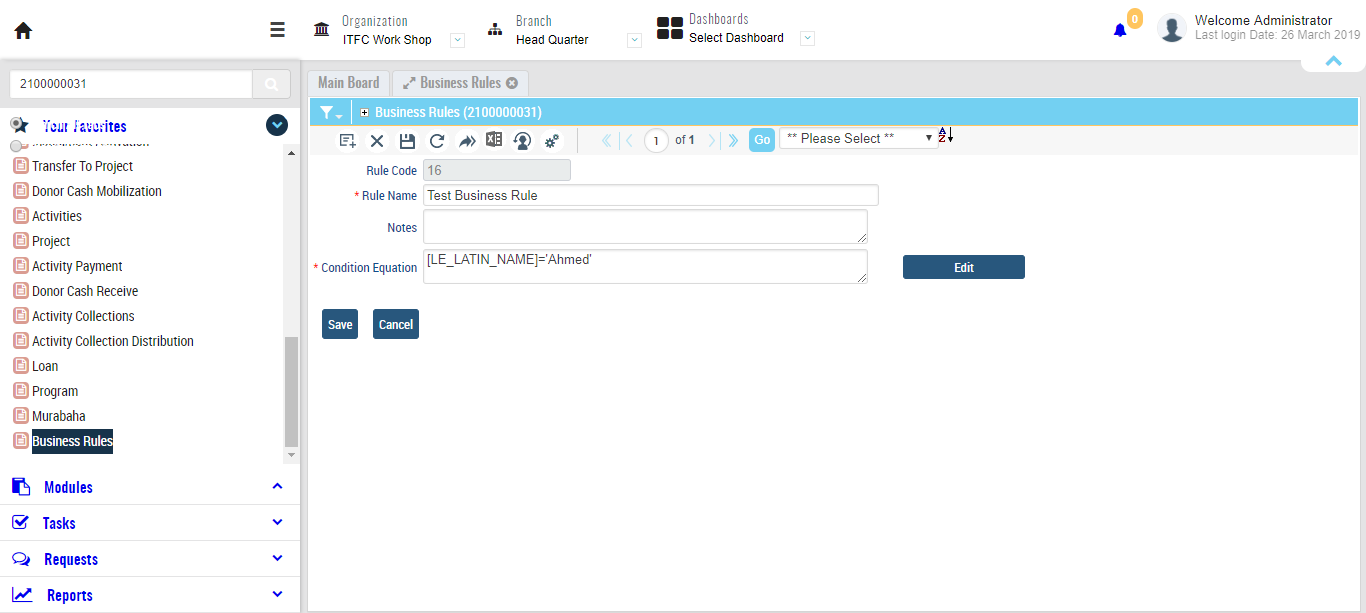 Organization
ITFC Work Shop
Branch
Head Quarter
Dashboards
Select Dashboard
0
Welcome Administrator
Last login Date: 26 March 2019
2100000031
Main Board
Business Rules
Your Favorites
Transfer To Project
Donor Cash Mobilization
Activities
Project
Activity Payment
Donor Cash Receive
Activity Collections
Activity Collection Distribution
Loan
Program
Murabaha
Business Rules
Modules
Tasks
Requests
Reports
Business Rules (2100000031)
1
of 1
Go
** Please Select **
Rule Code
16
* Rule Name
Test Business Rule
Notes
* Condition Equation
[LE_LATIN_NAME]='Ahmed'
Edit
Save
Cancel